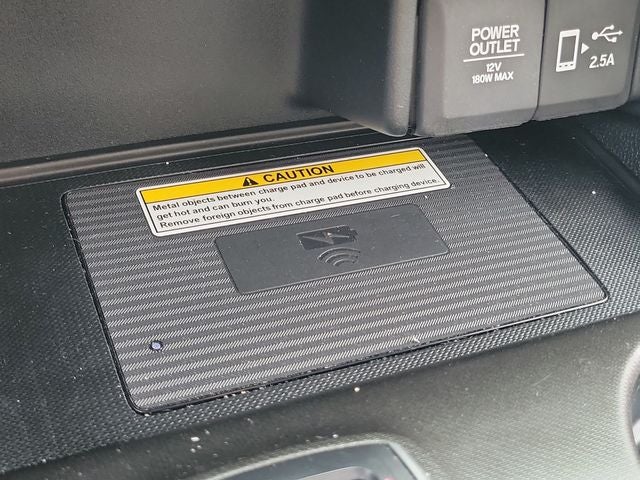 POWER
OUTLET
12V
180W MAX
2.5A
CAUTION
Metal objects between charge pad and device to be charged will
get hot and can burn you.
Remove foreign objects from charge pad before charging device.